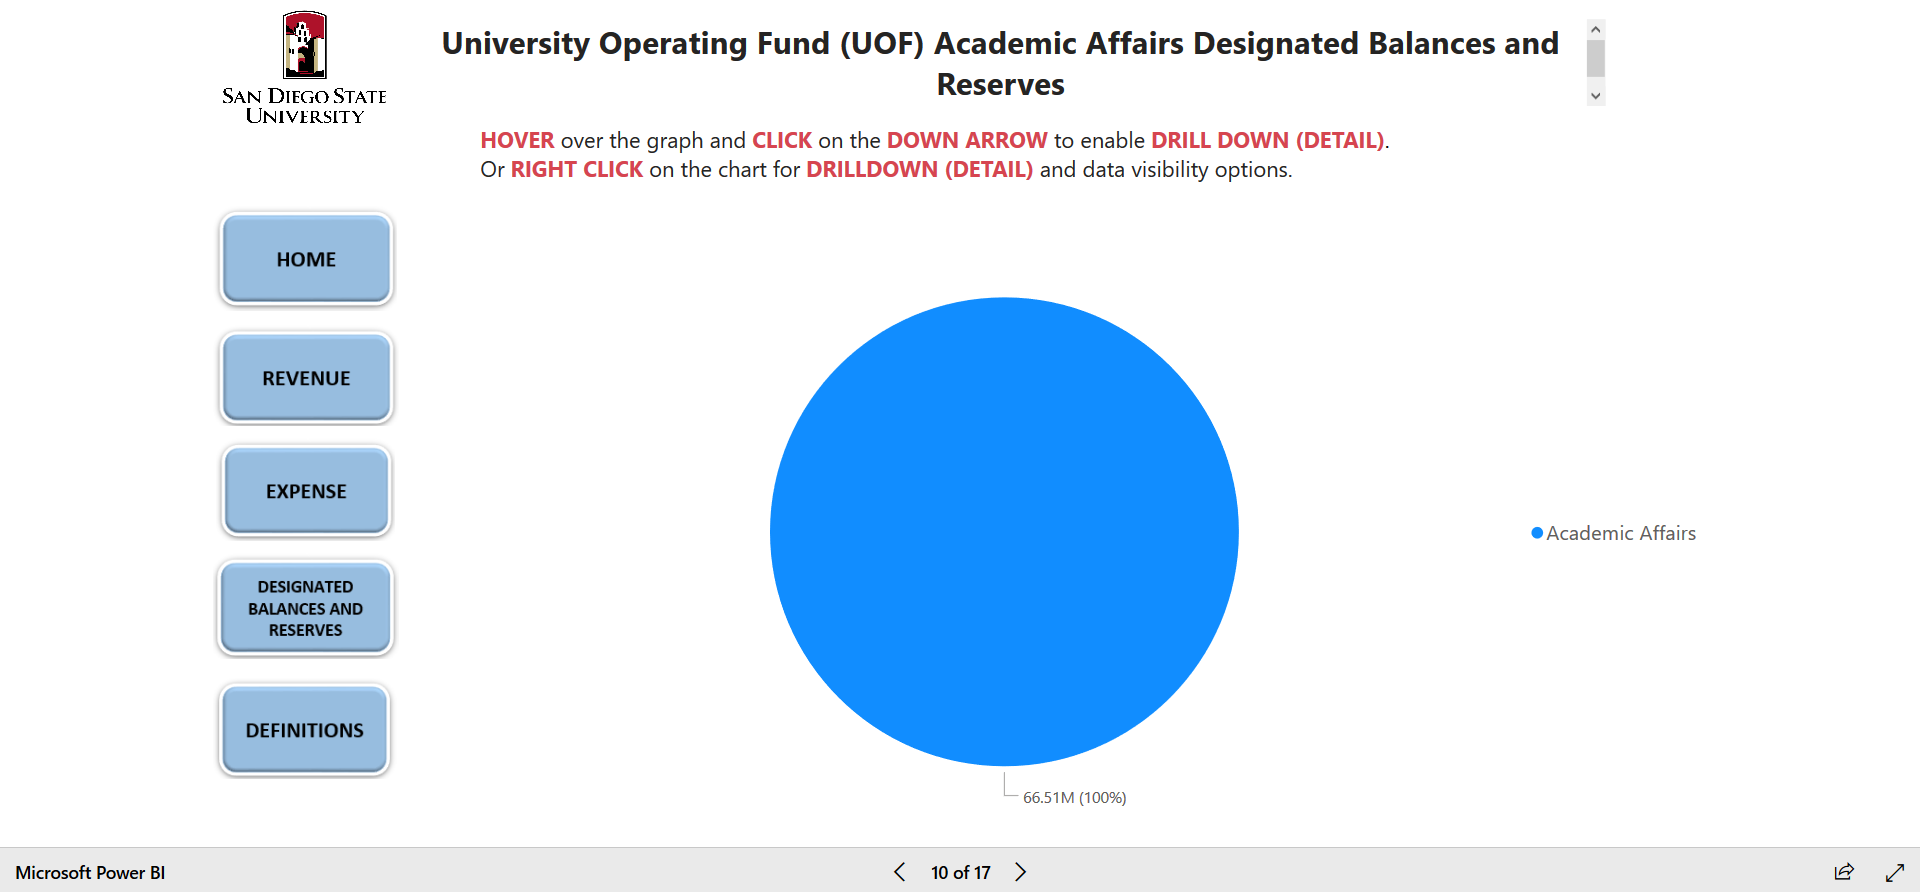 SAN DIEGO STATE
UNIVERSITY
University Operating Fund (UOF) Academic Affairs Designated Balances and
Reserves
HOVER over the graph and CLICK on the DOWN ARROW to enable DRILL DOWN (DETAIL).
Or RIGHT CLICK on the chart for DRILLDOWN (DETAIL) and data visibility options.
HOME
REVENUE
EXPENSE
DESIGNATED
BALANCES AND
RESERVES
DEFINITIONS
Academic Affairs
66.51M (100%)
Microsoft Power BI
10 of 17